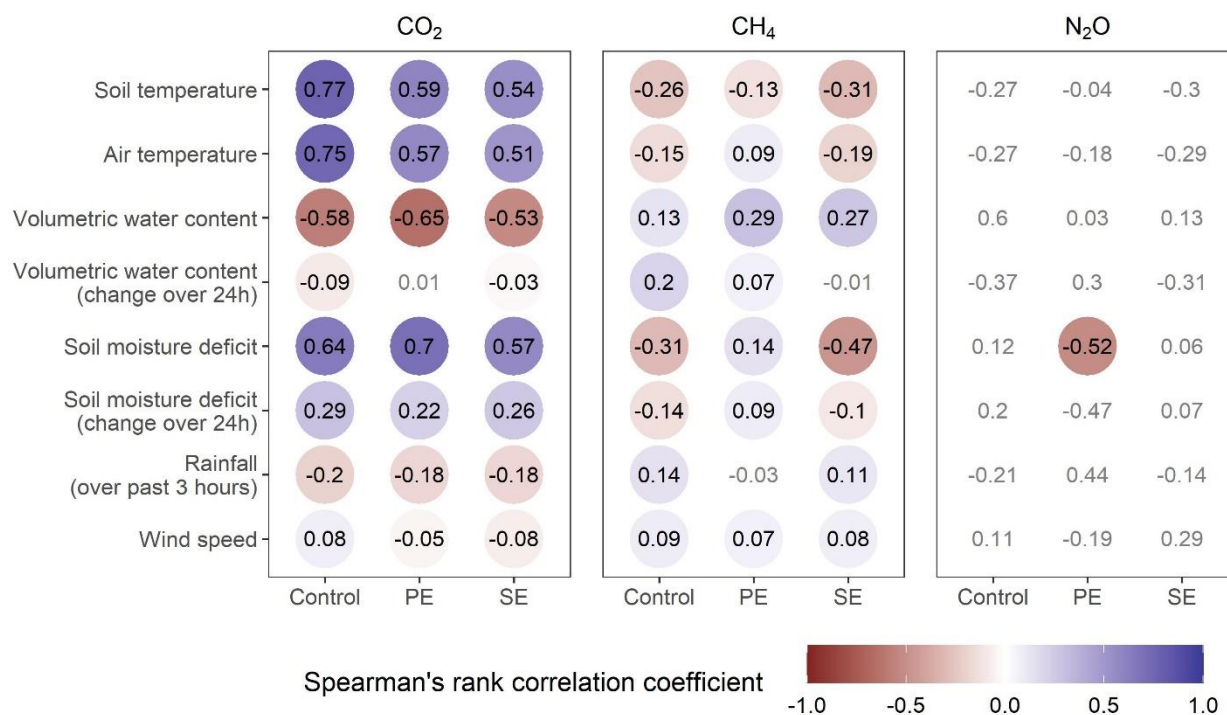 CO₂ CH₄ N₂O
Soil temperature 0.77 0.59 0.54 -0.26 -0.13 -0.31 -0.27 -0.04 -0.3
Air temperature 0.75 0.57 0.51 -0.15 0.09 -0.19 -0.27 -0.18 -0.29
Volumetric water content -0.58 -0.65 -0.53 0.13 0.29 0.27 0.6 0.03 0.13
Volumetric water content
(change over 24h) -0.09 0.01 -0.03 0.2 0.07 -0.01 -0.37 0.3 -0.31
Soil moisture deficit 0.64 0.7 0.57 -0.31 0.14 -0.47 0.12 -0.52 0.06
Soil moisture deficit
(change over 24h) 0.29 0.22 0.26 -0.14 0.09 -0.1 0.2 -0.47 0.07
Rainfall
(over past 3 hours) -0.2 -0.18 -0.18 0.14 -0.03 0.11 -0.21 0.44 -0.14
Wind speed 0.08 -0.05 -0.08 0.09 0.07 0.08 0.11 -0.19 0.29
Control PE SE Control PE SE Control PE SE
Spearman's rank correlation coefficient
-1.0 -0.5 0.0 0.5 1.0